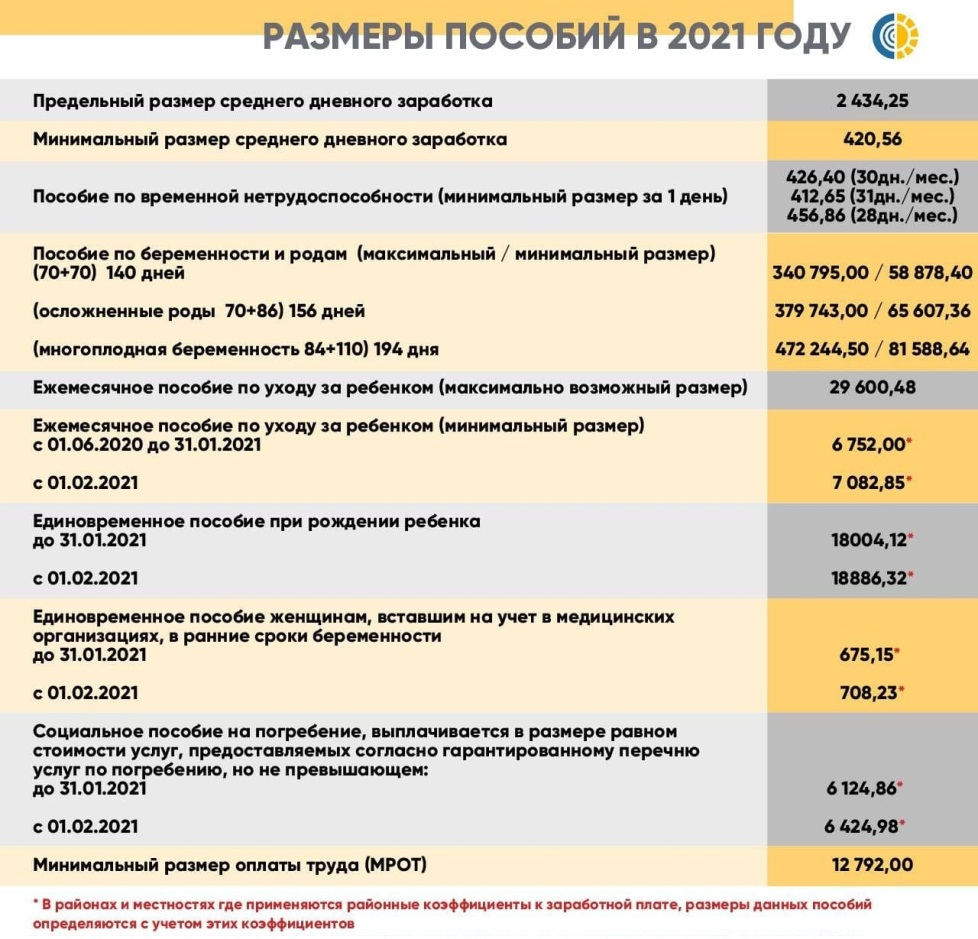 РАЗМЕРЫ ПОСОБИЙ В 2021 ГОДУ
Предельный размер среднего дневного заработка 2 434,25
Минимальный размер среднего дневного заработка 420,56
Пособие по временной нетрудоспособности (минимальный размер за 1 день)
426,40 (30дн./мес.)
412,65 (31дн./мес.)
456,86 (28дн./мес.)
Пособие по беременности и родам (максимальный / минимальный размер)
(70+70) 140 дней 340 795,00 / 58 878,40
(осложненные роды 70+86) 156 дней 379 743,00 / 65 607,36
(многоплодная беременность 84+110) 194 дня 472 244,50 / 81 588,64
Ежемесячное пособие по уходу за ребенком (максимально возможный размер) 29 600,48
Ежемесячное пособие по уходу за ребенком (минимальный размер)
с 01.06.2020 до 31.01.2021 6 752,00*
с 01.02.2021 7 082,85*
Единовременное пособие при рождении ребенка
до 31.01.2021 18004,12*
с 01.02.2021 18886,32*
Единовременное пособие женщинам, вставшим на учет в медицинских
организациях, в ранние сроки беременности
до 31.01.2021 675,15*
с 01.02.2021 708,23*
Социальное пособие на погребение, выплачивается в размере равном
стоимости услуг, предоставляемых согласно гарантированному перечню
услуг по погребению, но не превышающем:
до 31.01.2021 6 124,86*
с 01.02.2021 6 424,98*
Минимальный размер оплаты труда (МРОТ) 12 792,00
* В районах и местностях где применяются районные коэффициенты к заработной плате, размеры данных пособий
определяются с учетом этих коэффициентов